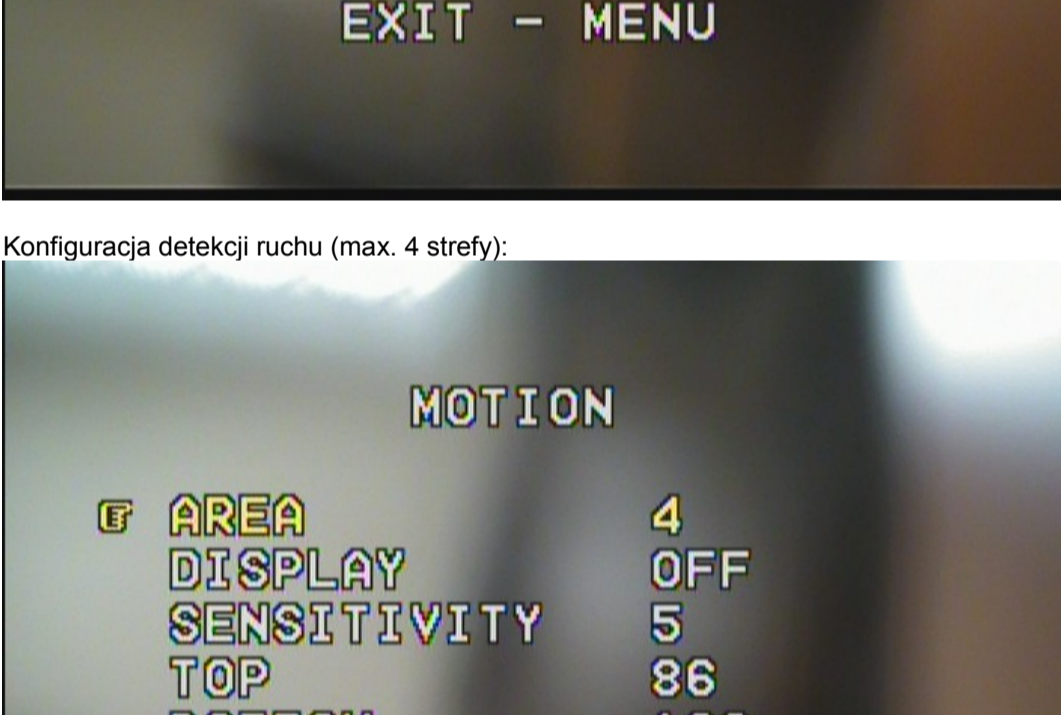 EXIT - MENU
Konfiguracja detekcji ruchu (max. 4 strefy):
MOTION
AREA 4
DISPLAY OFF
SENSITIVITY 5
TOP 86